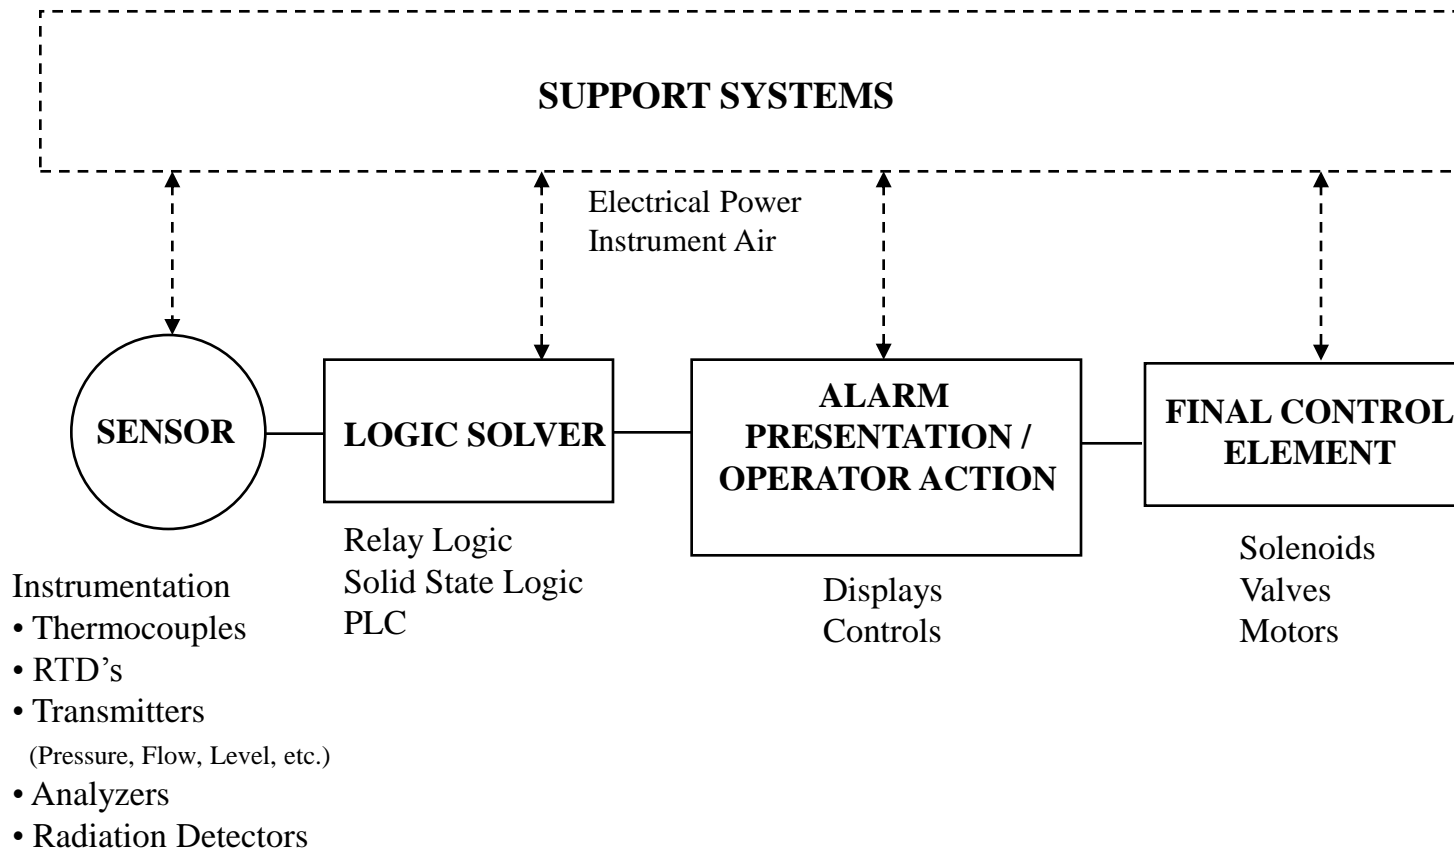 SUPPORT SYSTEMS
Electrical Power
Instrument Air
SENSOR
LOGIC SOLVER
ALARM
PRESENTATION /
OPERATOR ACTION
FINAL CONTROL
ELEMENT
Instrumentation
• Thermocouples
• RTD’s
• Transmitters
(Pressure, Flow, Level, etc.)
• Analyzers
• Radiation Detectors
Relay Logic
Solid State Logic
PLC
Displays
Controls
Solenoids
Valves
Motors